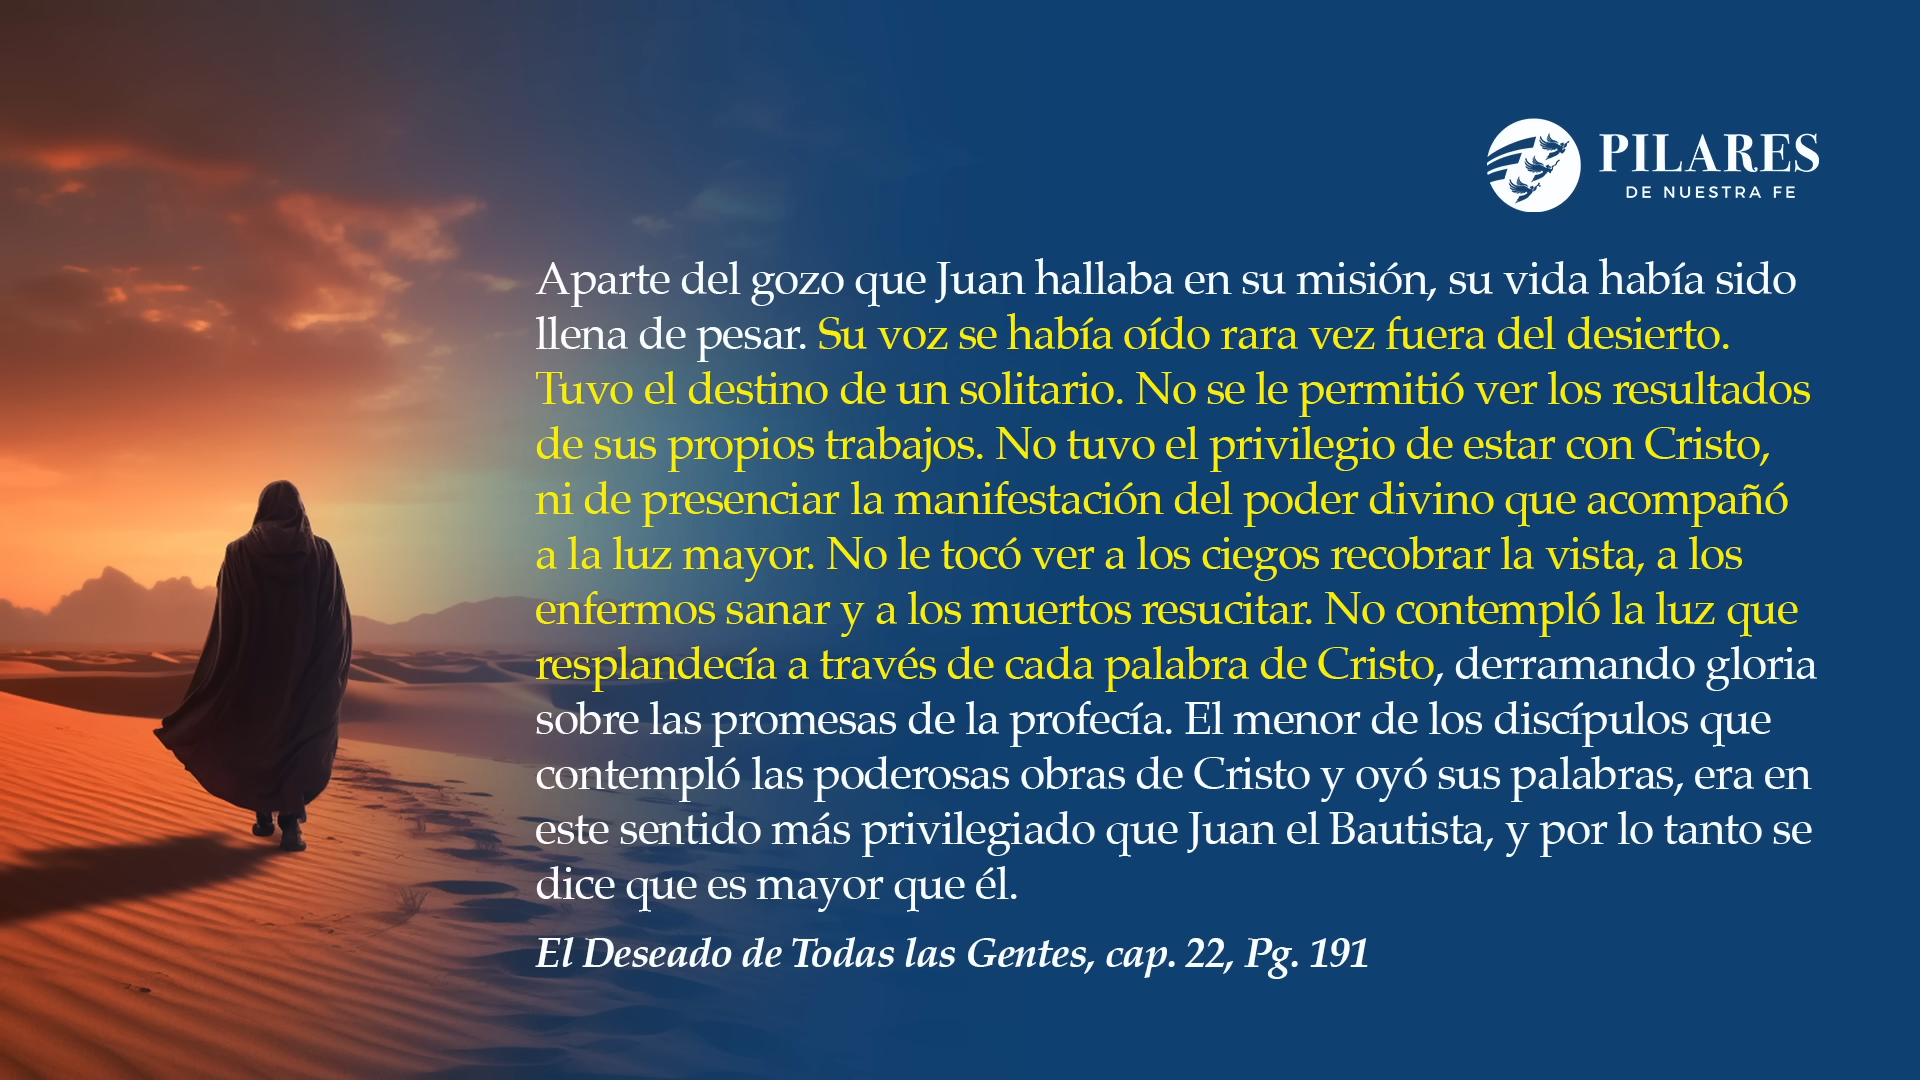 PILARES
DE NUESTRA FE
Aparte del gozo que Juan hallaba en su misión, su vida había sido
llena de pesar. Su voz se había oído rara vez fuera del desierto.
Tuvo el destino de un solitario. No se le permitió ver los resultados
de sus propios trabajos. No tuvo el privilegio de estar con Cristo,
ni de presenciar la manifestación del poder divino que acompañó
a la luz mayor. No le tocó ver a los ciegos recobrar la vista, a los
enfermos sanar y a los muertos resucitar. No contempló la luz que
resplandecía a través de cada palabra de Cristo, derramando gloria
sobre las promesas de la profecía. El menor de los discípulos que
contempló las poderosas obras de Cristo y oyó sus palabras, era en
este sentido más privilegiado que Juan el Bautista, y por lo tanto se
dice que es mayor que él.
El Deseado de Todas las Gentes, cap. 22, Pg. 191